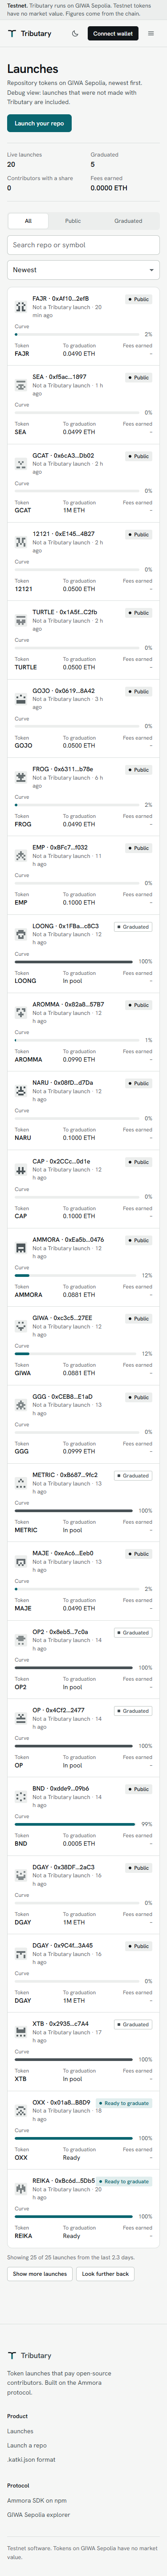 Testnet. Tributary runs on GIWA Sepolia. Testnet tokens
have no market value. Figures come from the chain.
Tributary
Connect wallet
Launches
Repository tokens on GIWA Sepolia, newest first.
Debug view: launches that were not made with
Tributary are included.
Launch your repo
Live launches
20
Graduated
5
Contributors with a share
0
Fees earned
0.0000 ETH
All
Public
Graduated
Search repo or symbol
Newest
FAJR · 0xAf10...2efB
Public
Not a Tributary launch · 20
min ago
Curve
2%
Token
FAJR
To graduation
0.0490 ETH
Fees earned
-
SEA · 0xf5ac...1897
Public
Not a Tributary launch · 1 h
ago
Curve
0%
Token
SEA
To graduation
0.0499 ETH
Fees earned
-
GCAT · 0x6cA3...Db02
Public
Not a Tributary launch · 2 h
ago
Curve
0%
Token
GCAT
To graduation
1M ETH
Fees earned
-
12121 · 0xE145...4B27
Public
Not a Tributary launch · 2 h
ago
Curve
0%
Token
12121
To graduation
0.0500 ETH
Fees earned
-
TURTLE · 0x1A5f...C2fb
Public
Not a Tributary launch · 2 h
ago
Curve
0%
Token
TURTLE
To graduation
0.0500 ETH
Fees earned
-
GOJO · 0x0619...8A42
Public
Not a Tributary launch · 3 h
ago
Curve
0%
Token
GOJO
To graduation
0.0500 ETH
Fees earned
-
FROG · 0x6311...b78e
Public
Not a Tributary launch · 6 h
ago
Curve
2%
Token
FROG
To graduation
0.0490 ETH
Fees earned
-
EMP · 0xBFc7...f032
Public
Not a Tributary launch · 11
h ago
Curve
0%
Token
EMP
To graduation
0.1000 ETH
Fees earned
-
LOONG · 0x1FBa...c8C3
Graduated
Not a Tributary launch · 12
h ago
Curve
100%
Token
LOONG
To graduation
In pool
Fees earned
-
AROMMA · 0x82a8...57B7
Public
Not a Tributary launch · 12
h ago
Curve
1%
Token
AROMMA
To graduation
0.0990 ETH
Fees earned
-
NARU · 0x08fD...d7Da
Public
Not a Tributary launch · 12
h ago
Curve
0%
Token
NARU
To graduation
0.1000 ETH
Fees earned
-
CAP · 0x2CCc...0d1e
Public
Not a Tributary launch · 12
h ago
Curve
0%
Token
CAP
To graduation
0.1000 ETH
Fees earned
-
AMMORA · 0xEa5b...0476
Public
Not a Tributary launch · 12
h ago
Curve
12%
Token
AMMORA
To graduation
0.0881 ETH
Fees earned
-
GIWA · 0xc3c5...27EE
Public
Not a Tributary launch · 12
h ago
Curve
12%
Token
GIWA
To graduation
0.0881 ETH
Fees earned
-
GGG · 0xCEB8...E1aD
Public
Not a Tributary launch · 13
h ago
Curve
0%
Token
GGG
To graduation
0.0999 ETH
Fees earned
-
METRIC · 0xB687...9fc2
Graduated
Not a Tributary launch · 13
h ago
Curve
100%
Token
METRIC
To graduation
In pool
Fees earned
-
MAJE · 0xeAc6...Eeb0
Public
Not a Tributary launch · 13
h ago
Curve
2%
Token
MAJE
To graduation
0.0490 ETH
Fees earned
-
OP2 · 0x8eb5...7c0a
Graduated
Not a Tributary launch · 14
h ago
Curve
100%
Token
OP2
To graduation
In pool
Fees earned
-
OP · 0x4Cf2...2477
Graduated
Not a Tributary launch · 14
h ago
Curve
100%
Token
OP
To graduation
In pool
Fees earned
-
BND · 0xdde9...09b6
Public
Not a Tributary launch · 14
h ago
Curve
99%
Token
BND
To graduation
0.0005 ETH
Fees earned
-
DGAY · 0x38DF...2aC3
Public
Not a Tributary launch · 16
h ago
Curve
0%
Token
DGAY
To graduation
1M ETH
Fees earned
-
DGAY · 0x9C4f...3A45
Public
Not a Tributary launch · 16
h ago
Curve
0%
Token
DGAY
To graduation
1M ETH
Fees earned
-
XTB · 0x2935...c7A4
Graduated
Not a Tributary launch · 17
h ago
Curve
100%
Token
XTB
To graduation
In pool
Fees earned
-
OXX · 0x01a8...B8D9
Ready to graduate
Not a Tributary launch · 18
h ago
Curve
100%
Token
OXX
To graduation
Ready
Fees earned
-
REIKA · 0x8c6d...5Db5
Ready to graduate
Not a Tributary launch · 20
h ago
Curve
100%
Token
REIKA
To graduation
Ready
Fees earned
-
Showing 25 of 25 launches from the last 2.3 days.
Show more launches
Look further back
Tributary
Token launches that pay open-source
contributors. Built on the Ammora
protocol.
Product
Launches
Launch a repo
.katki.json format
Protocol
Ammora SDK on npm
GIWA Sepolia explorer
Testnet software. Tokens on GIWA Sepolia have no market
value.